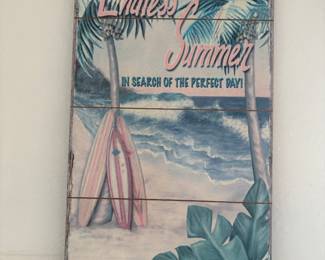 Endless
Summer
IN SEARCH OF THE PERFECT DAY!